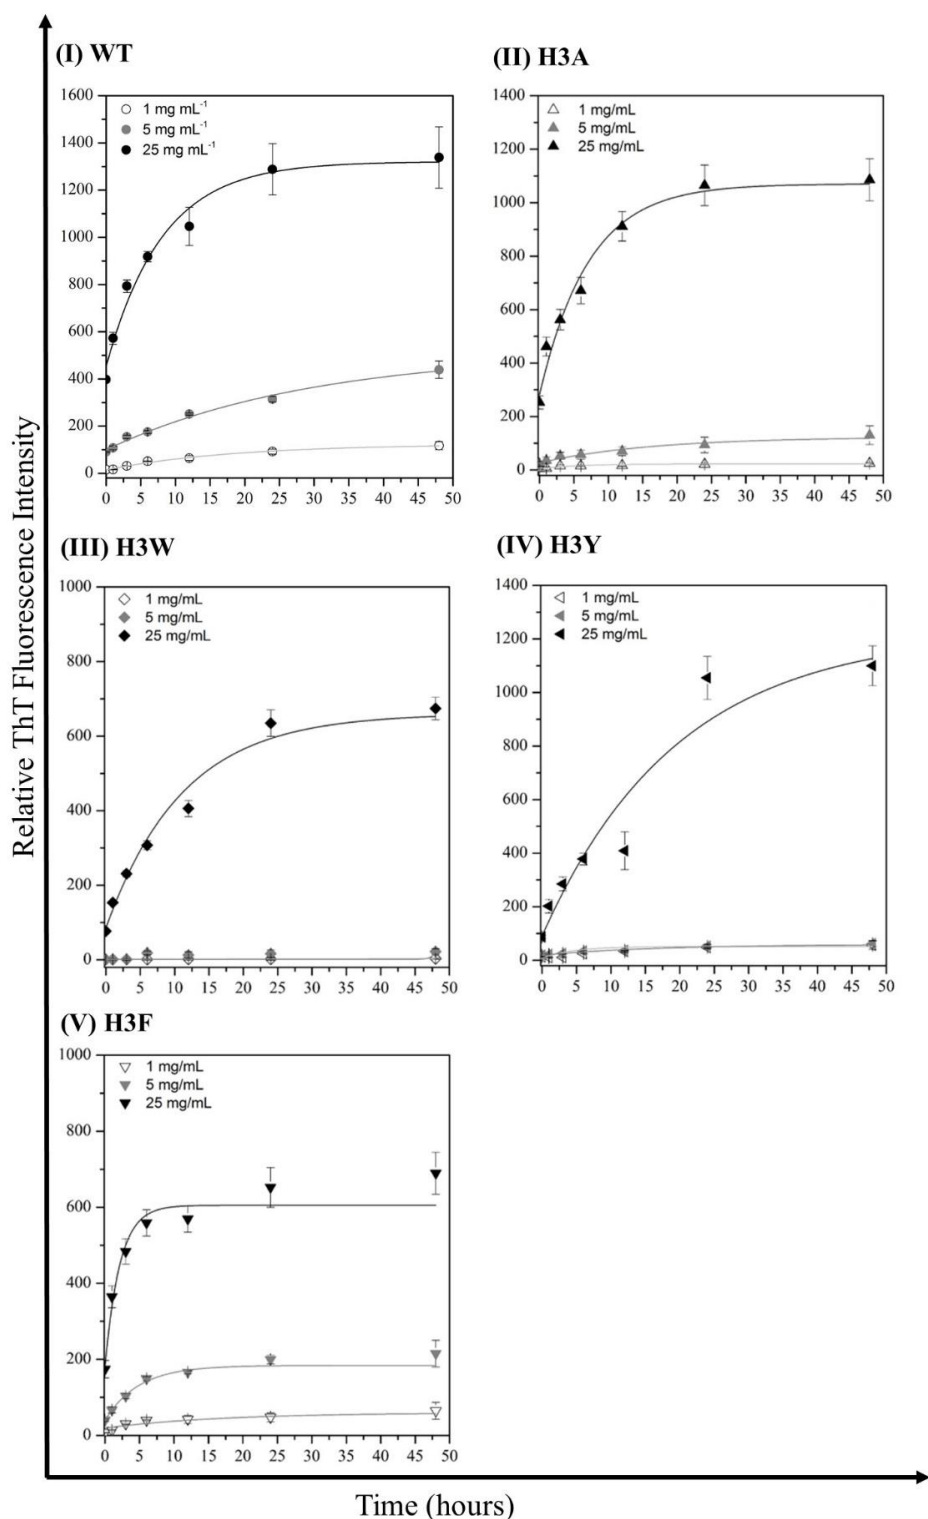 Relative ThT Fluorescence Intensity
(I) WT
1600
1400
1200
1000
800
600
400
200
0
1 mg mL⁻¹
5 mg mL⁻¹
25 mg mL⁻¹
0 5 10 15 20 25 30 35 40 45 50
(II) H3A
1400
1200
1000
800
600
400
200
0
1 mg/mL
5 mg/mL
25 mg/mL
0 5 10 15 20 25 30 35 40 45 50
(III) H3W
1000
800
600
400
200
0
1 mg/mL
5 mg/mL
25 mg/mL
0 5 10 15 20 25 30 35 40 45 50
(IV) H3Y
1400
1200
1000
800
600
400
200
0
1 mg/mL
5 mg/mL
25 mg/mL
0 5 10 15 20 25 30 35 40 45 50
(V) H3F
1000
800
600
400
200
0
1 mg/mL
5 mg/mL
25 mg/mL
0 5 10 15 20 25 30 35 40 45 50
Time (hours)